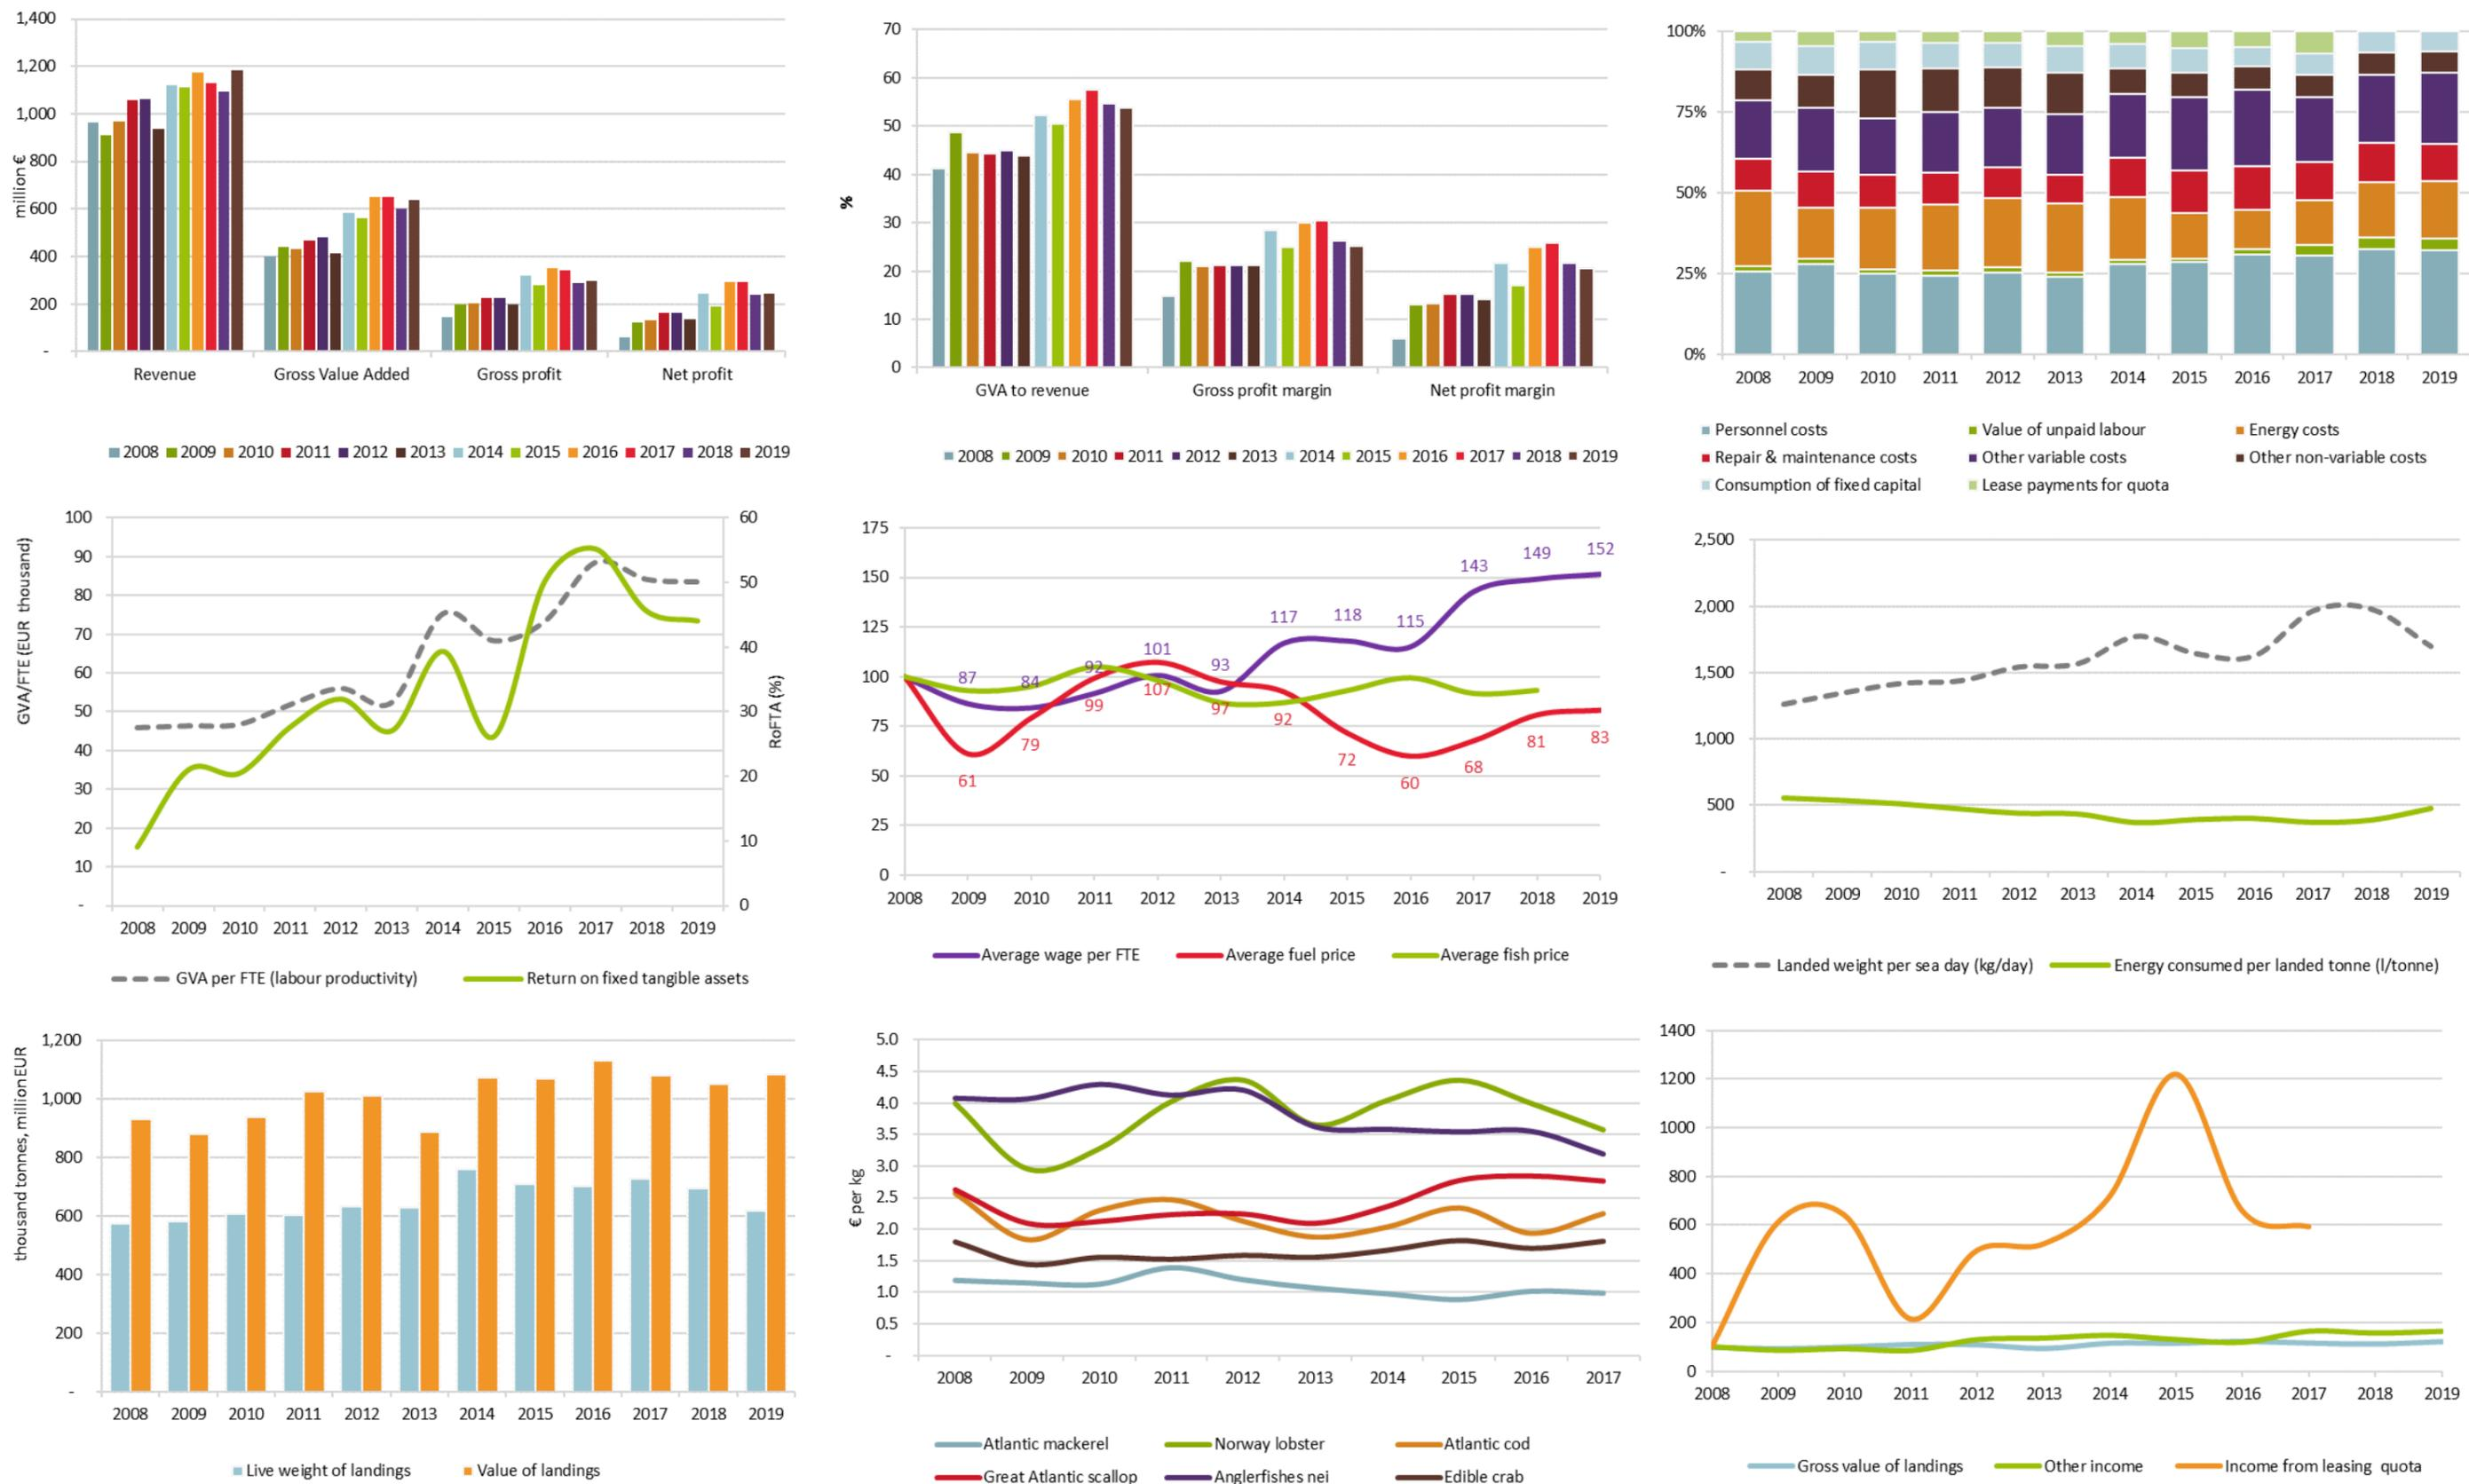 1,400
1,200
1,000
800
600
400
200
-
million €
Revenue Gross Value Added Gross profit Net profit
2008 2009 2010 2011 2012 2013 2014 2015 2016 2017 2018 2019
70
60
50
40
30
20
10
0
%
GVA to revenue Gross profit margin Net profit margin
2008 2009 2010 2011 2012 2013 2014 2015 2016 2017 2018 2019
100%
75%
50%
25%
0%
2008 2009 2010 2011 2012 2013 2014 2015 2016 2017 2018 2019
Personnel costs Value of unpaid labour Energy costs
Repair & maintenance costs Other variable costs Other non-variable costs
Consumption of fixed capital Lease payments for quota
100
90
80
70
60
50
40
30
20
10
-
GVA/FTE (EUR thousand)
60
50
40
30
20
10
0
RoFTA (%)
2008 2009 2010 2011 2012 2013 2014 2015 2016 2017 2018 2019
GVA per FTE (labour productivity) Return on fixed tangible assets
175
150
125
100
75
50
25
0
87 84 92 101 93 117 118 115 143 149 152
61 79 99 107 97 92 72 60 68 81 83
2008 2009 2010 2011 2012 2013 2014 2015 2016 2017 2018 2019
Average wage per FTE Average fuel price Average fish price
2,500
2,000
1,500
1,000
500
-
2008 2009 2010 2011 2012 2013 2014 2015 2016 2017 2018 2019
Landed weight per sea day (kg/day) Energy consumed per landed tonne (l/tonne)
1,200
1,000
800
600
400
200
-
thousand tonnes, million EUR
2008 2009 2010 2011 2012 2013 2014 2015 2016 2017 2018 2019
Live weight of landings Value of landings
5.0
4.5
4.0
3.5
3.0
2.5
2.0
1.5
1.0
0.5
-
€ per kg
2008 2009 2010 2011 2012 2013 2014 2015 2016 2017
Atlantic mackerel Norway lobster Atlantic cod
Great Atlantic scallop Anglerfishes nei Edible crab
1400
1200
1000
800
600
400
200
0
2008 2009 2010 2011 2012 2013 2014 2015 2016 2017 2018 2019
Gross value of landings Other income Income from leasing quota